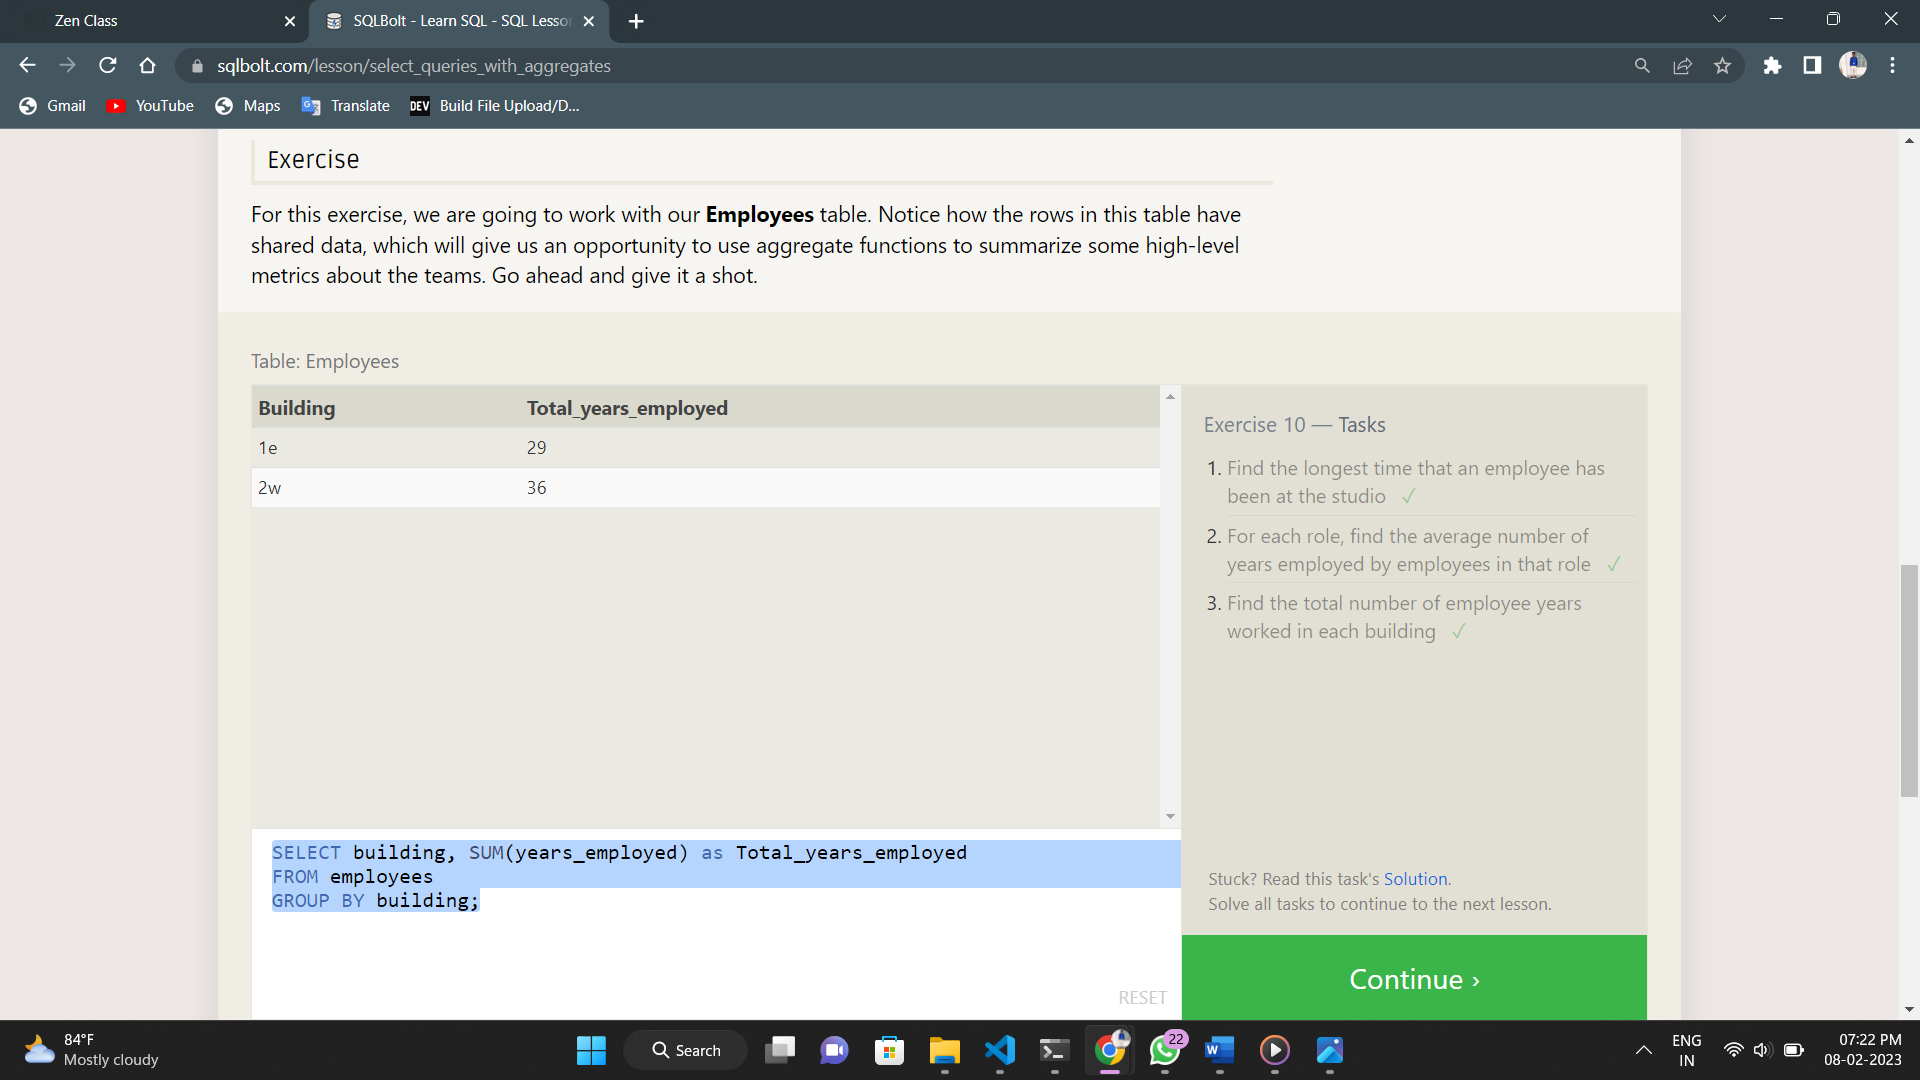 Zen Class
SQLBolt - Learn SQL - SQL Lesson
sqlbolt.com/lesson/select_queries_with_aggregates
Gmail
YouTube
Maps
Translate
DEV
Build File Upload/D...
Exercise
For this exercise, we are going to work with our Employees table. Notice how the rows in this table have
shared data, which will give us an opportunity to use aggregate functions to summarize some high-level
metrics about the teams. Go ahead and give it a shot.
Table: Employees
Building Total_years_employed
1e 29
2w 36
SELECT building, SUM(years_employed) as Total_years_employed
FROM employees
GROUP BY building;
RESET
Exercise 10 — Tasks
1. Find the longest time that an employee has
been at the studio ✓
2. For each role, find the average number of
years employed by employees in that role ✓
3. Find the total number of employee years
worked in each building ✓
Stuck? Read this task's Solution.
Solve all tasks to continue to the next lesson.
Continue ›
84°F
Mostly cloudy
Search
22
ENG
IN
07:22 PM
08-02-2023